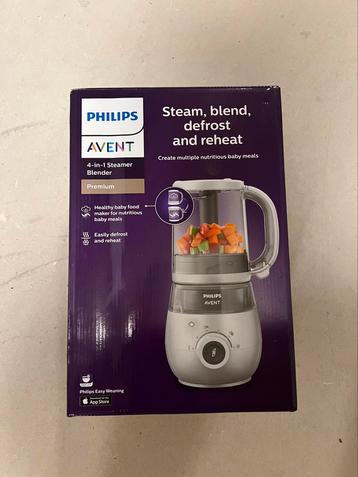 PHILIPS
AVENT
4-in-1 Steamer
Blender
Premium
Healthy baby food
maker for nutritious
baby meals
Easily defrost
and reheat
Steam, blend,
defrost
and reheat
Create multiple nutritious baby meals
PHILIPS
AVENT
Philips Easy Weaning
App Store